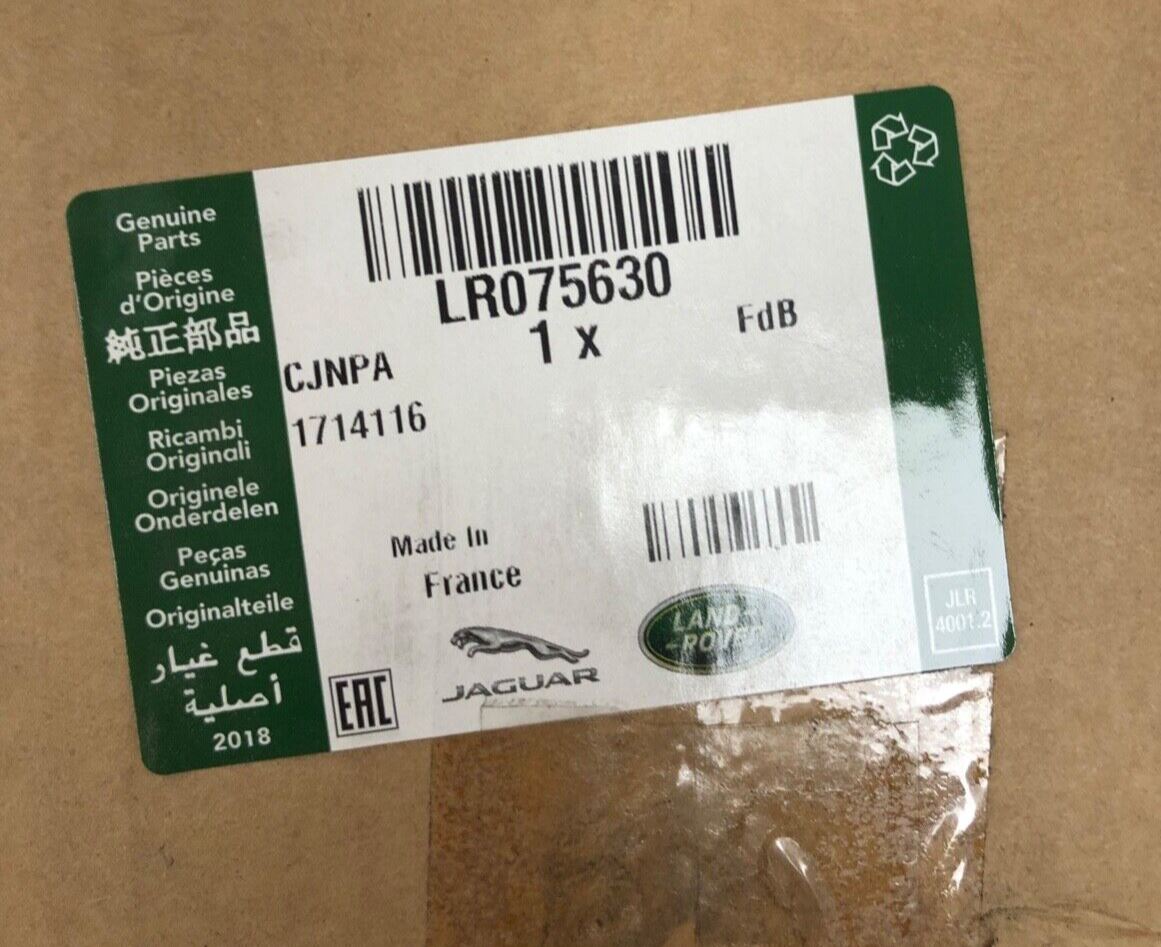 Genuine
Parts
Pièces
d'Origine
純正部品
Piezas
Originales
Ricambi
Originali
Originele
Onderdelen
Peças
Genuinas
Originalteile
قطع غيار
أصلية
2018
LR075630
1 x
FdB
CJNPA
1714116
Made In
France
EAC
JAGUAR
LAND-
-ROVER
JLR
4001.2